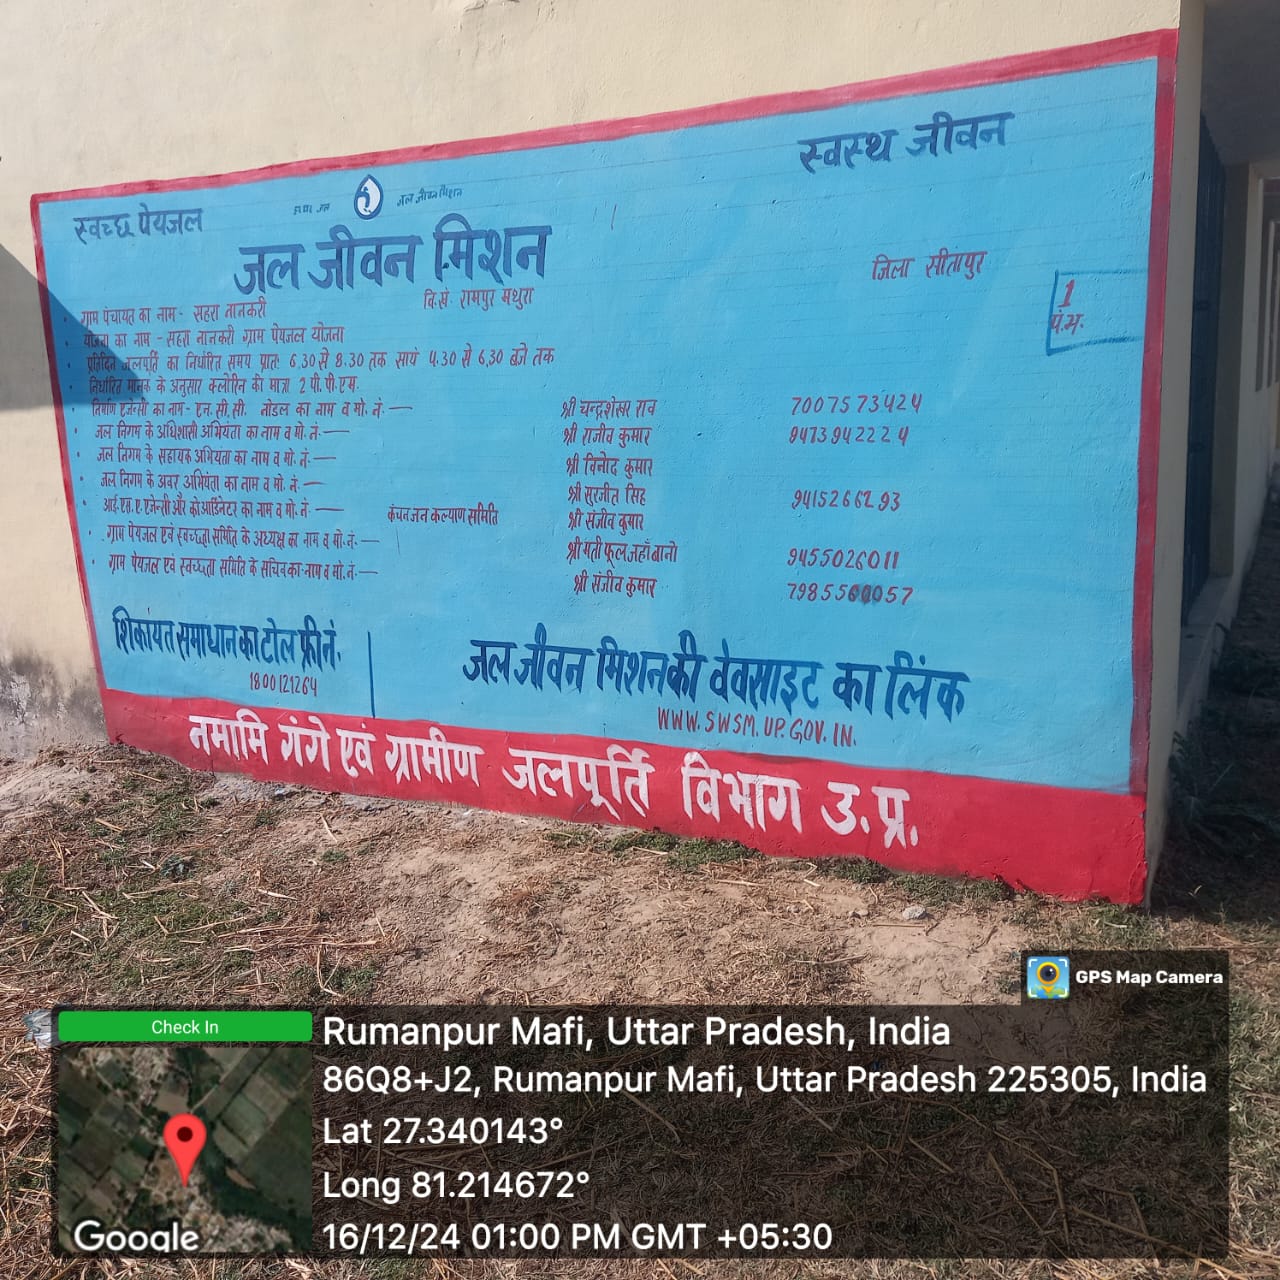 स्वच्छ पेयजल
हर घर जल
जल जीवन मिशन
स्वस्थ जीवन
जल जीवन मिशन
वि.खं. रामपुर मथुरा
जिला सीतापुर
1
पं.भ.
ग्राम पंचायत का नाम - सहरा नानकरी
योजना का नाम - सहरा नानकरी ग्राम पेयजल योजना
प्रतिदिन जलपूर्ति का निर्धारित समय प्रातः 6.30 से 8.30 तक सायं 4.30 से 6.30 बजे तक
निर्धारित मानक के अनुसार क्लोरिन की मात्रा 2 पी.पी.एम.
निर्माण एजेन्सी का नाम - एन.सी.सी. नोडल का नाम व मो. नं. — श्री चन्द्रशेखर राव 7007573424
जल निगम के अधिशासी अभियंता का नाम व मो. नं. — श्री राजीव कुमार 9473942224
जल निगम के सहायक अभियंता का नाम व मो. नं. — श्री विनोद कुमार
जल निगम के अवर अभियंता का नाम व मो. नं. — श्री सुरजीत सिंह 9415266293
आई.एस.ए. एजेन्सी और कोआर्डिनेटर का नाम व मो. नं. — कंचन जन कल्याण समिति श्री संजीव कुमार
ग्राम पेयजल एवं स्वच्छता समिति के अध्यक्ष का नाम व मो. नं. — श्रीमती फूलजहाँ बानो 9455026011
ग्राम पेयजल एवं स्वच्छता समिति के सचिव का नाम व मो. नं. — श्री संजीव कुमार 7985560057
शिकायत समाधान का टोल फ्री नं.
1800121264
जल जीवन मिशन की वेवसाइट का लिंक
WWW.SWSM.UP.GOV.IN.
नमामि गंगे एवं ग्रामीण जलपूर्ति विभाग उ.प्र.
GPS Map Camera
Check In
Rumanpur Mafi, Uttar Pradesh, India
86Q8+J2, Rumanpur Mafi, Uttar Pradesh 225305, India
Lat 27.340143°
Long 81.214672°
16/12/24 01:00 PM GMT +05:30
Google